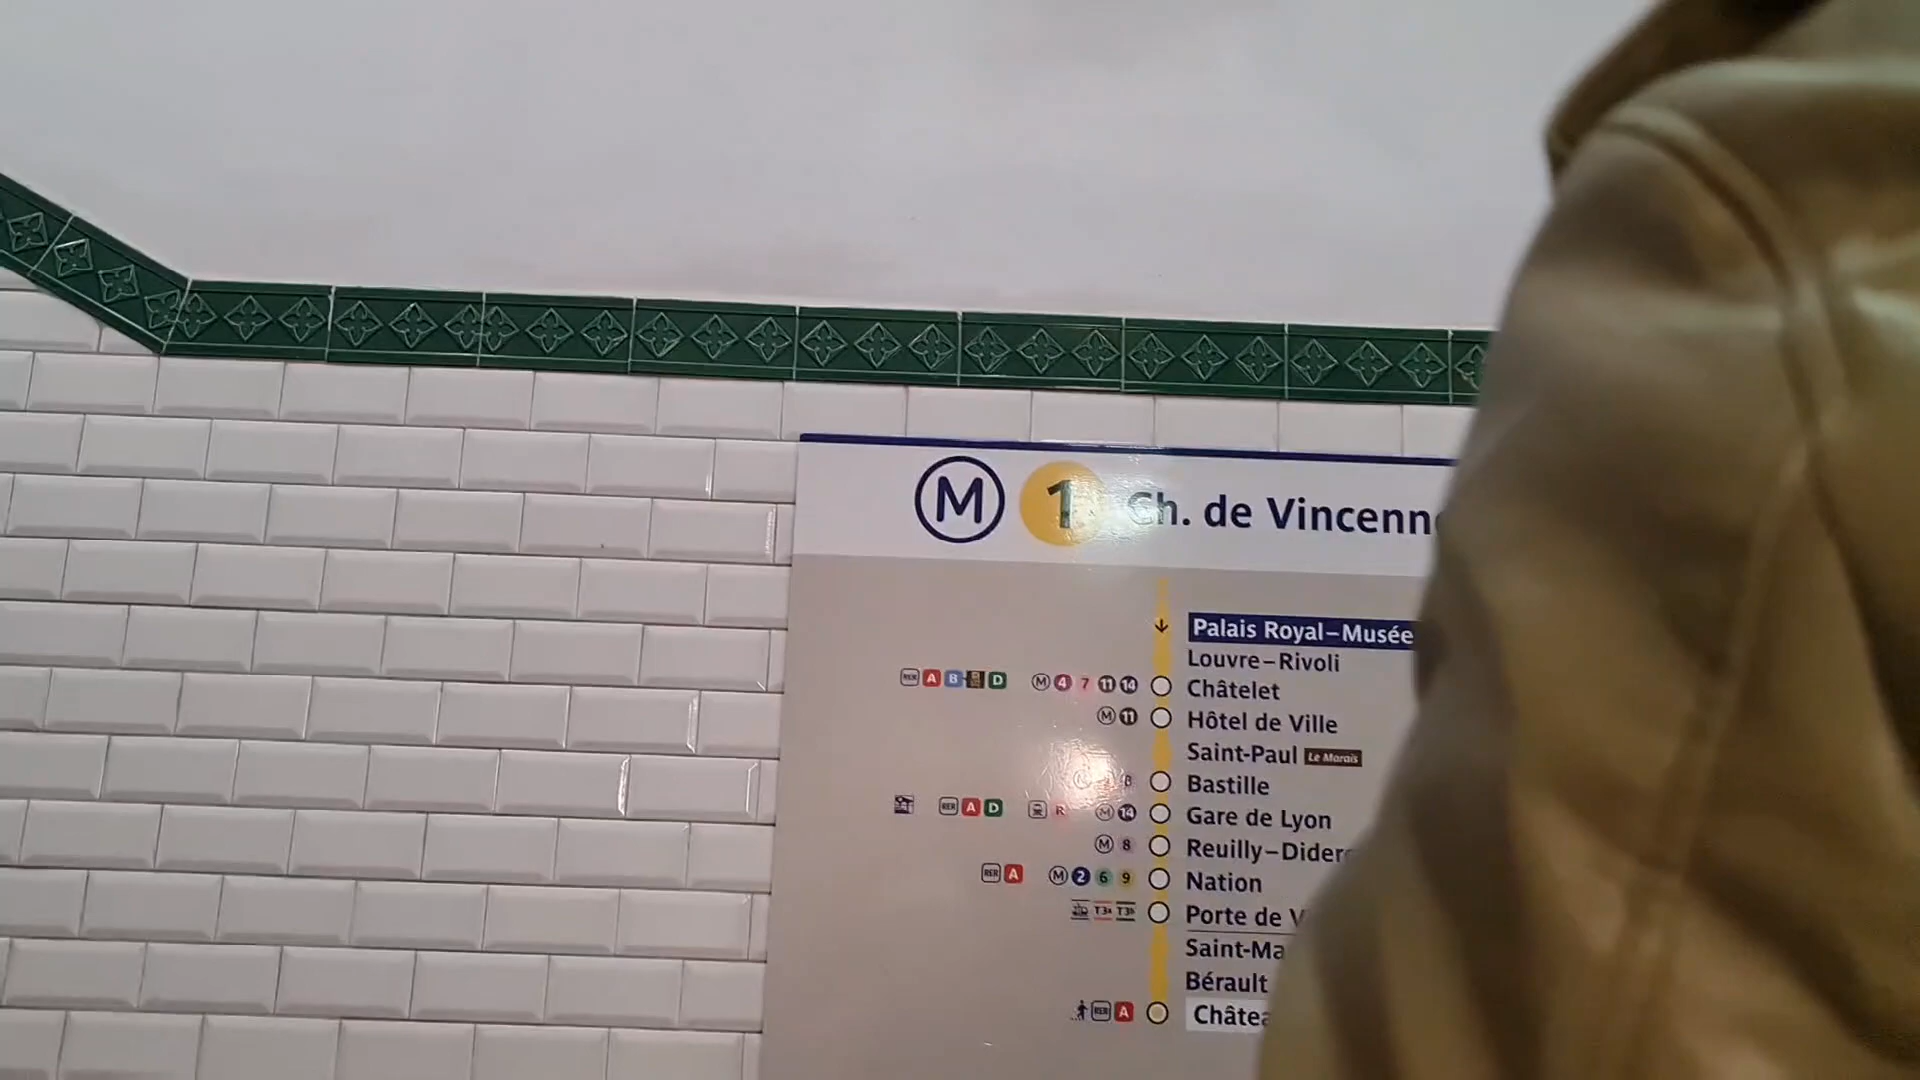 M 1 Ch. de Vincenn
Palais Royal–Musée
Louvre–Rivoli
RER A B D M 4 7 11 14 Châtelet
M 11 Hôtel de Ville
Saint-Paul Le Marais
8 Bastille
RER A D R M 14 Gare de Lyon
M 8 Reuilly–Dider
RER A M 2 6 9 Nation
T3a T3b Porte de V
Saint-Ma
Bérault
RER A Châtea